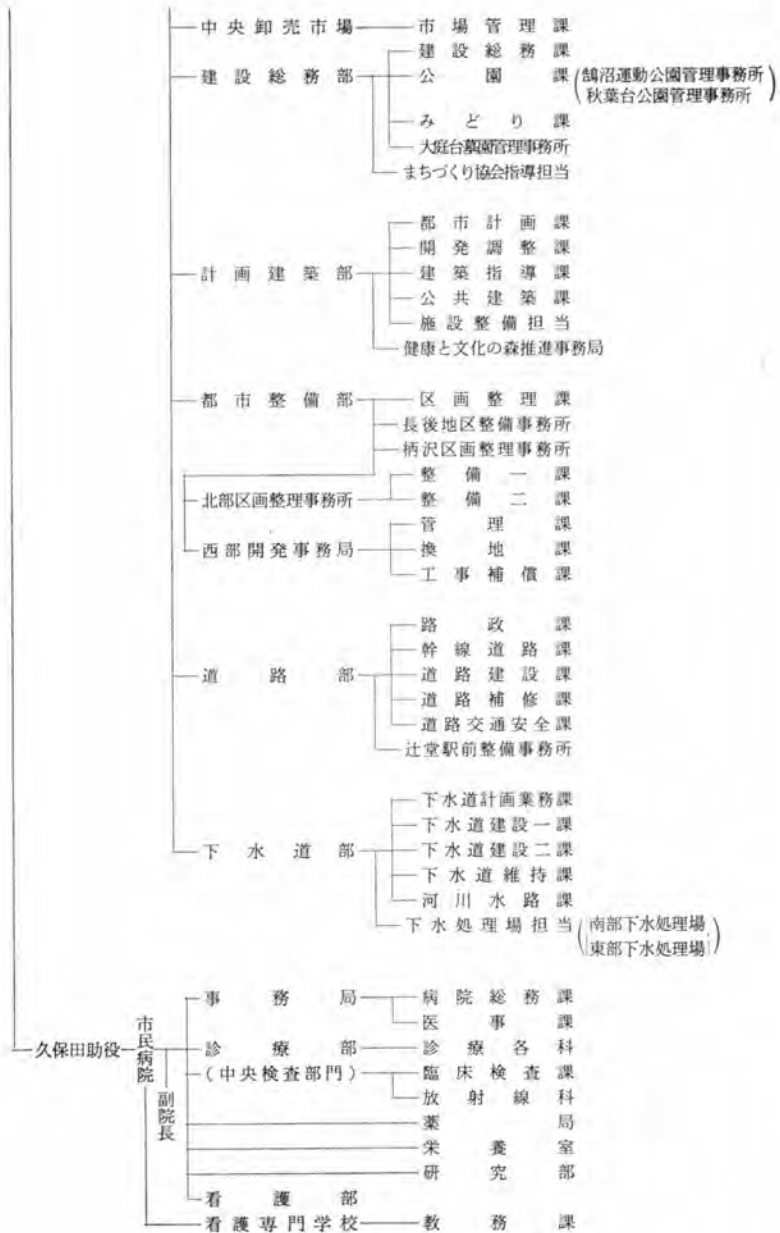 中央卸売市場 市場管理課
建設総務課
建設総務部 公園課(鵠沼運動公園管理事務所
秋葉台公園管理事務所)
みどり課
大庭台墓園管理事務所
まちづくり協会指導担当
都市計画課
開発調整課
計画建築部 建築指導課
公共建築課
施設整備担当
健康と文化の森推進事務局
都市整備部 区画整理課
長後地区整備事務所
柄沢区画整理事務所
整備一課
北部区画整理事務所 整備二課
管理課
西部開発事務局 換地課
工事補償課
路政課
幹線道路課
道路部 道路建設課
道路補修課
道路交通安全課
辻堂駅前整備事務所
下水道計画業務課
下水道建設一課
下水道部 下水道建設二課
下水道維持課
河川水路課
下水処理場担当(南部下水処理場
東部下水処理場)
事務局 病院総務課
医事課
久保田助役 市民病院 副院長 診療部 診療各科
(中央検査部門) 臨床検査課
放射線科
薬局
栄養室
研究部
看護部
看護専門学校 教務課